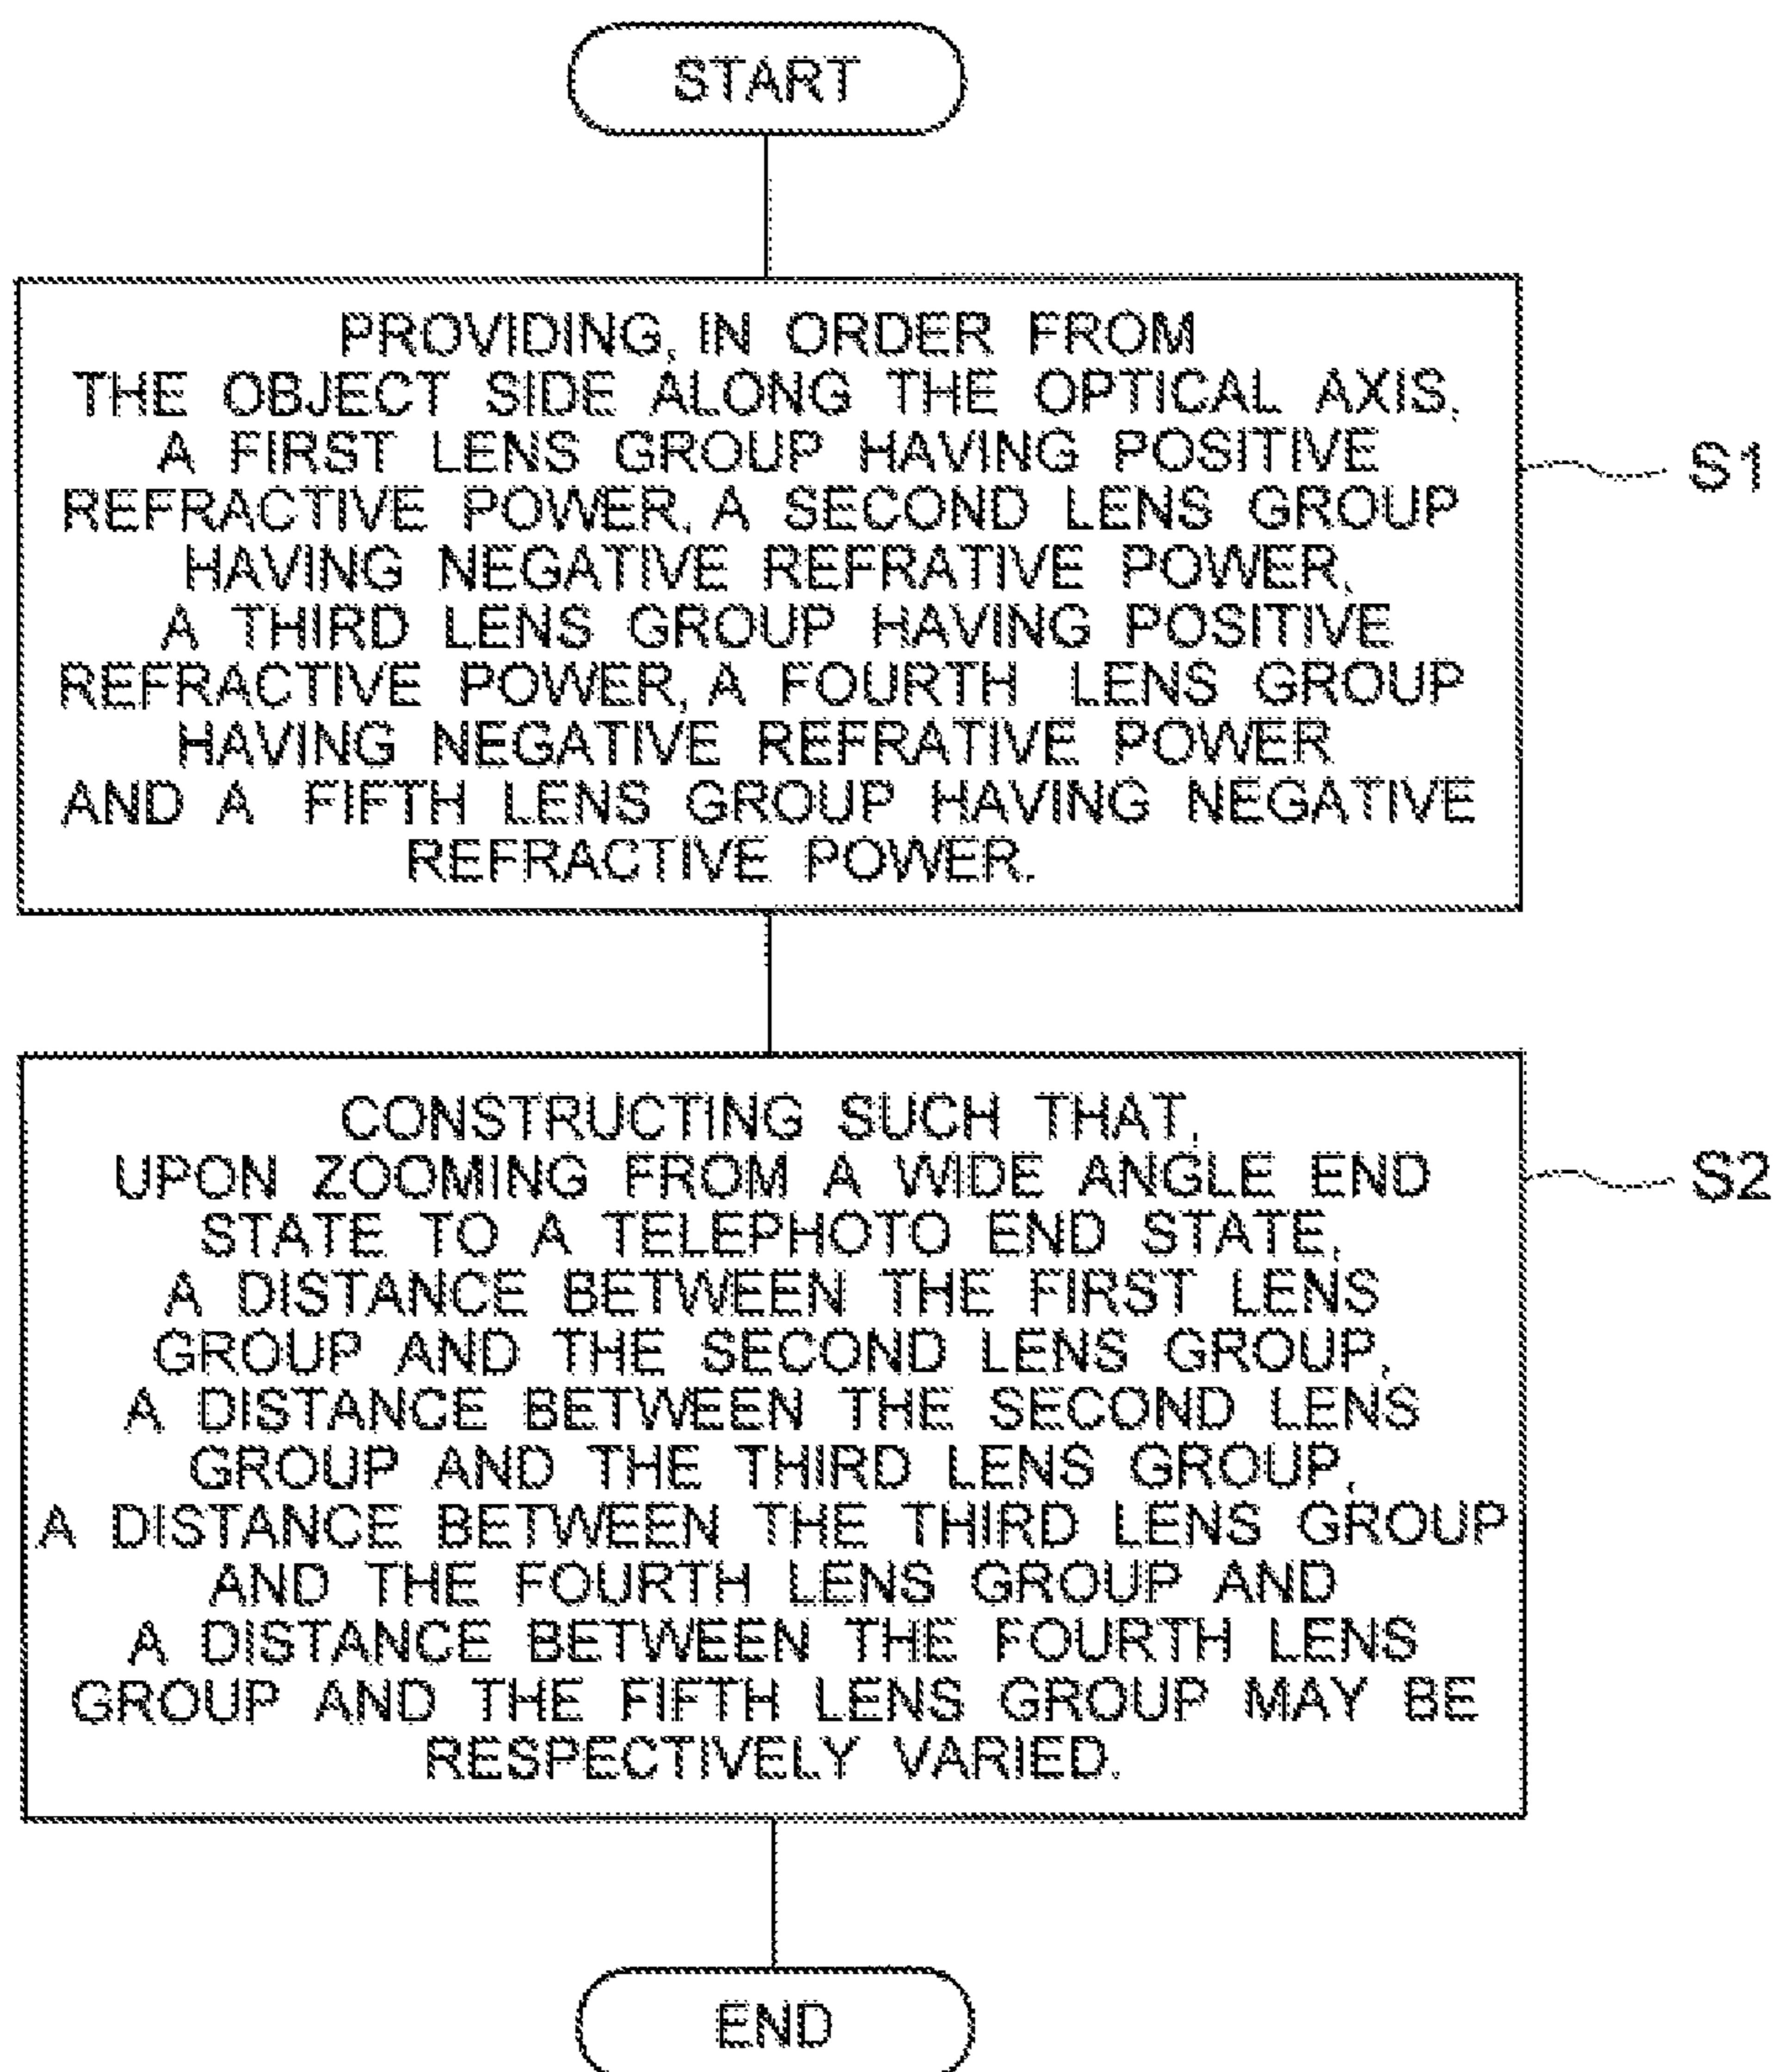 START
PROVIDING, IN ORDER FROM
THE OBJECT SIDE ALONG THE OPTICAL AXIS,
A FIRST LENS GROUP HAVING POSITIVE
REFRACTIVE POWER, A SECOND LENS GROUP
HAVING NEGATIVE REFRATIVE POWER,
A THIRD LENS GROUP HAVING POSITIVE
REFRACTIVE POWER, A FOURTH LENS GROUP
HAVING NEGATIVE REFRATIVE POWER
AND A FIFTH LENS GROUP HAVING NEGATIVE
REFRACTIVE POWER.
S1
CONSTRUCTING SUCH THAT,
UPON ZOOMING FROM A WIDE ANGLE END
STATE TO A TELEPHOTO END STATE,
A DISTANCE BETWEEN THE FIRST LENS
GROUP AND THE SECOND LENS GROUP,
A DISTANCE BETWEEN THE SECOND LENS
GROUP AND THE THIRD LENS GROUP,
A DISTANCE BETWEEN THE THIRD LENS GROUP
AND THE FOURTH LENS GROUP AND
A DISTANCE BETWEEN THE FOURTH LENS
GROUP AND THE FIFTH LENS GROUP MAY BE
RESPECTIVELY VARIED.
S2
END